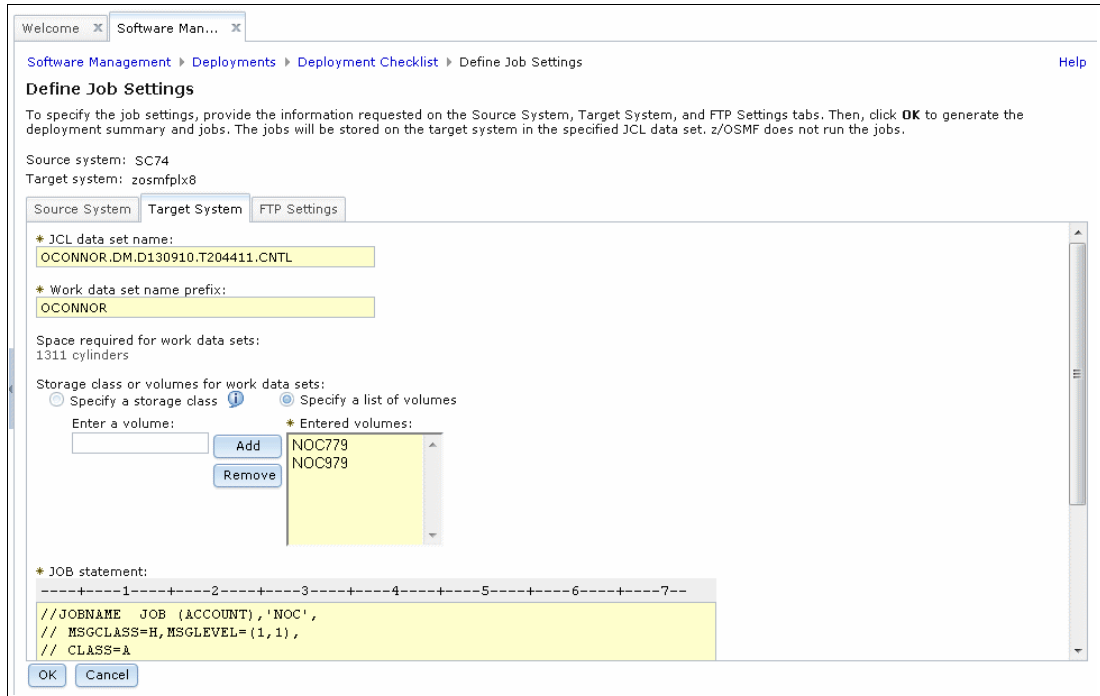 Welcome X Software Man... X
Software Management ▸ Deployments ▸ Deployment Checklist ▸ Define Job Settings Help
Define Job Settings
To specify the job settings, provide the information requested on the Source System, Target System, and FTP Settings tabs. Then, click OK to generate the
deployment summary and jobs. The jobs will be stored on the target system in the specified JCL data set. z/OSMF does not run the jobs.
Source system: SC74
Target system: zosmfplx8
Source System Target System FTP Settings
* JCL data set name:
OCONNOR.DM.D130910.T204411.CNTL
* Work data set name prefix:
OCONNOR
Space required for work data sets:
1311 cylinders
Storage class or volumes for work data sets:
Specify a storage class i Specify a list of volumes
Enter a volume: * Entered volumes:
Add NOC779
NOC979
Remove
* JOB statement:
----+----1----+----2----+----3----+----4----+----5----+----6----+----7--
//JOBNAME  JOB (ACCOUNT),'NOC',
// MSGCLASS=H,MSGLEVEL=(1,1),
// CLASS=A
OK Cancel